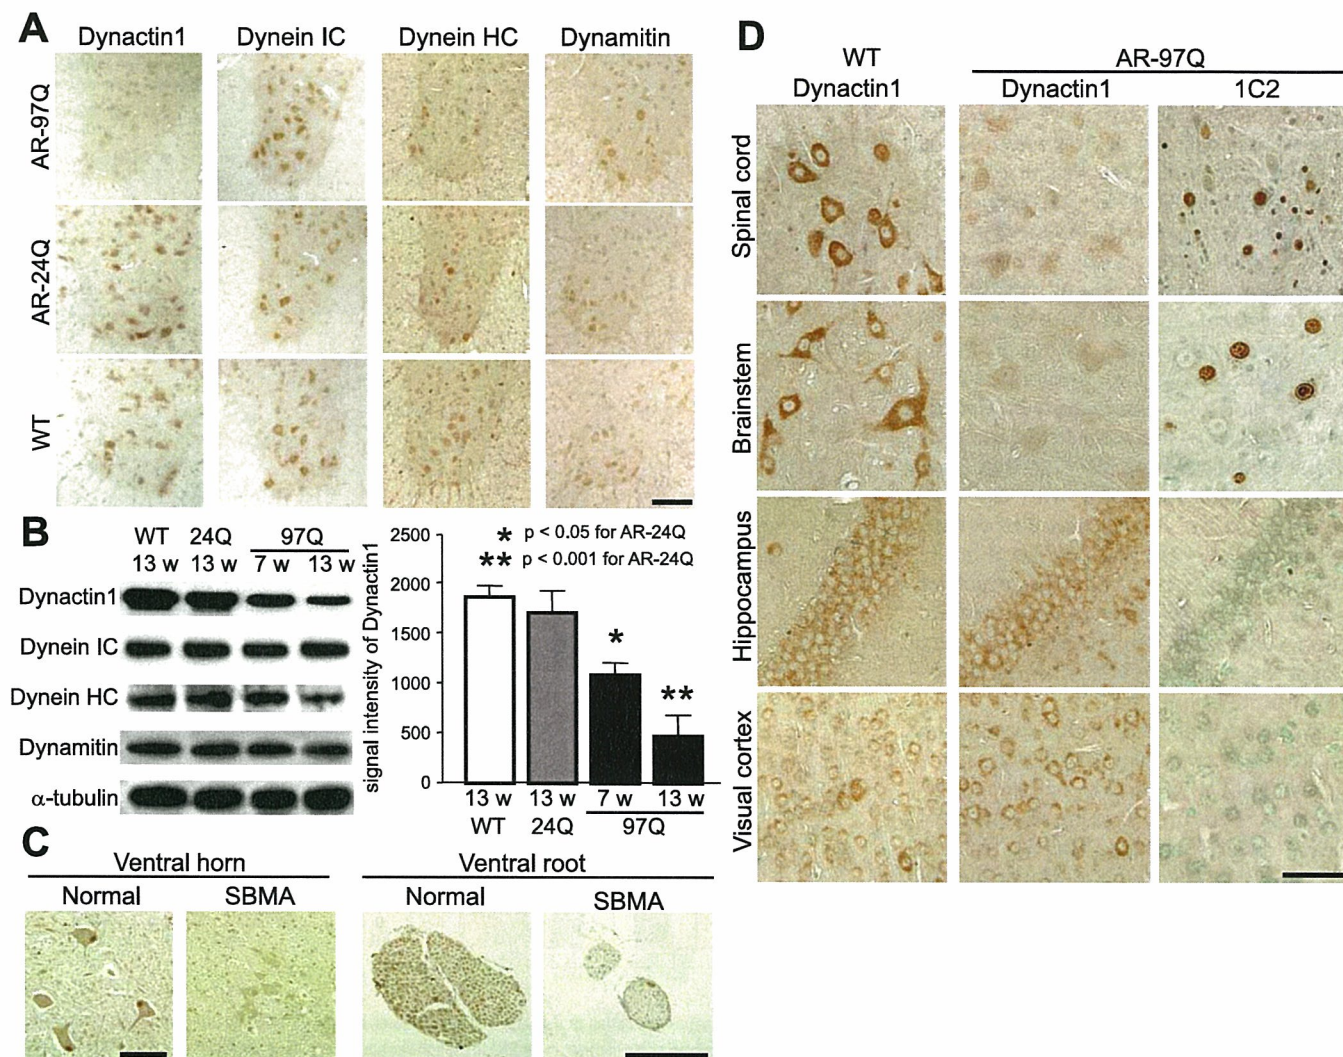 A
Dynactin1 Dynein IC Dynein HC Dynamitin
AR-97Q
AR-24Q
WT
B
WT 24Q 97Q
13 w 13 w 7 w 13 w
Dynactin1
Dynein IC
Dynein HC
Dynamitin
α-tubulin
signal intensity of Dynactin1
* p < 0.05 for AR-24Q
** p < 0.001 for AR-24Q
2500
2000
1500
1000
500
0
*
**
13 w 13 w 7 w 13 w
WT 24Q 97Q
C
Ventral horn Ventral root
Normal SBMA Normal SBMA
D
WT AR-97Q
Dynactin1 Dynactin1 1C2
Spinal cord
Brainstem
Hippocampus
Visual cortex